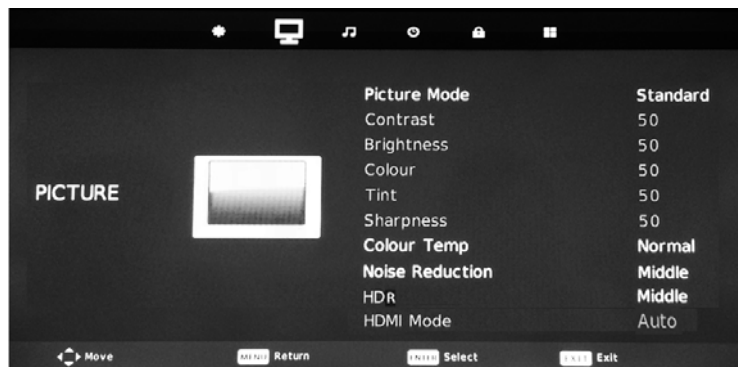 Picture Mode Standard
Contrast 50
Brightness 50
Colour 50
PICTURE
Tint 50
Sharpness 50
Colour Temp Normal
Noise Reduction Middle
HDR Middle
HDMI Mode Auto
Move MENU Return ENTER Select EXIT Exit